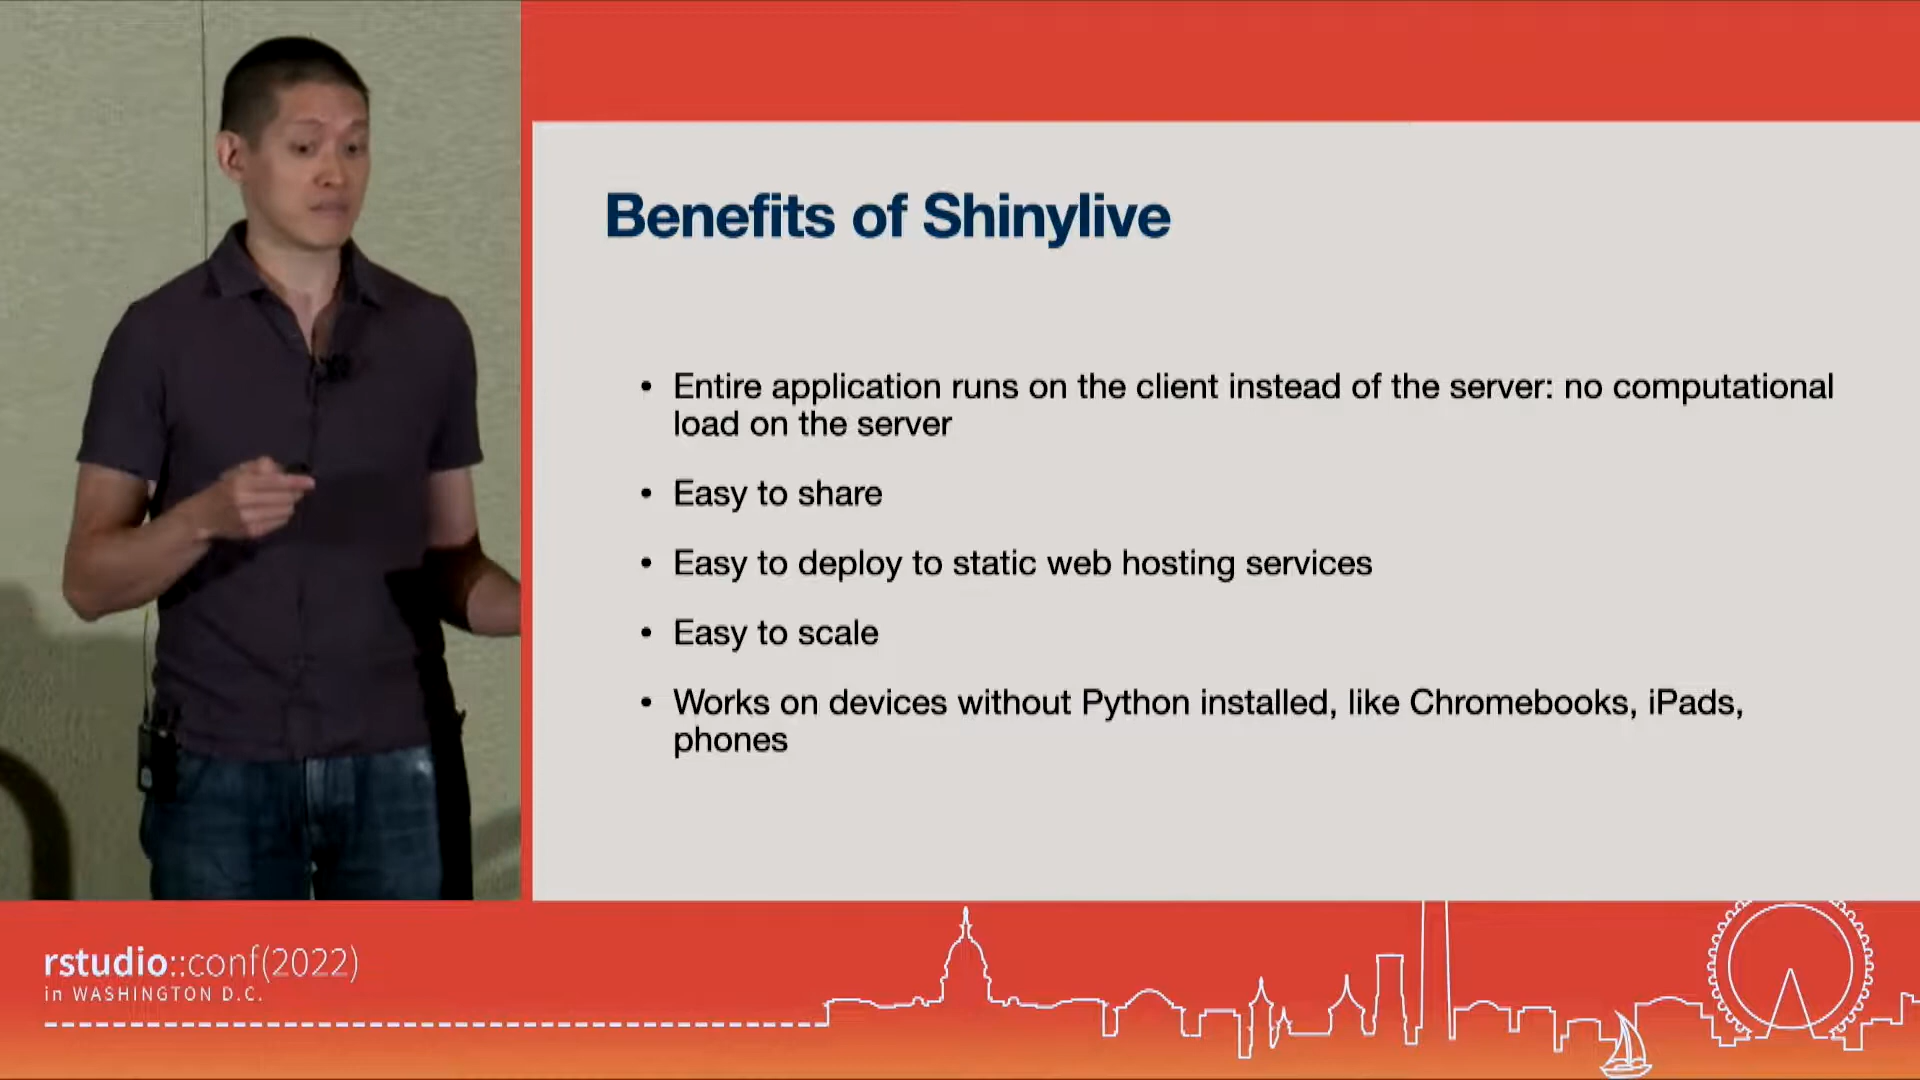 Benefits of Shinylive
• Entire application runs on the client instead of the server: no computational
load on the server
• Easy to share
• Easy to deploy to static web hosting services
• Easy to scale
• Works on devices without Python installed, like Chromebooks, iPads,
phones
rstudio::conf(2022)
in WASHINGTON D.C.